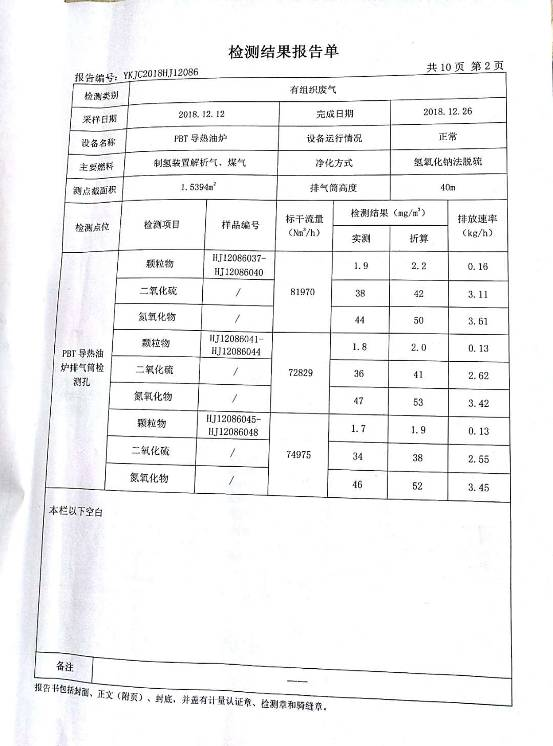 检测结果报告单
报告编号: YKJC2018HJ12086 共 10 页 第 2 页
检测类别 有组织废气
采样日期 2018.12.12 完成日期 2018.12.26
设备名称 PBT 导热油炉 设备运行情况 正常
主要燃料 制氢装置解析气、煤气 净化方式 氢氧化钠法脱硫
测点截面积 1.5394m² 排气筒高度 40m
检测点位 检测项目 样品编号 标干流量 检测结果（mg/m³） 排放速率
（Nm³/h） 实测 折算 （kg/h）
颗粒物 HJ12086037- 1.9 2.2 0.16
HJ12086040
二氧化硫 / 81970 38 42 3.11
氮氧化物 / 44 50 3.61
颗粒物 HJ12086041- 1.8 2.0 0.13
HJ12086044
PBT 导热油
炉排气筒检
测孔
二氧化硫 / 72829 36 41 2.62
氮氧化物 / 47 53 3.42
颗粒物 HJ12086045- 1.7 1.9 0.13
HJ12086048
二氧化硫 / 74975 34 38 2.55
氮氧化物 / 46 52 3.45
本栏以下空白
备注 ——
报告书包括封面、正文（附页）、封底，并盖有计量认证章、检测章和骑缝章。